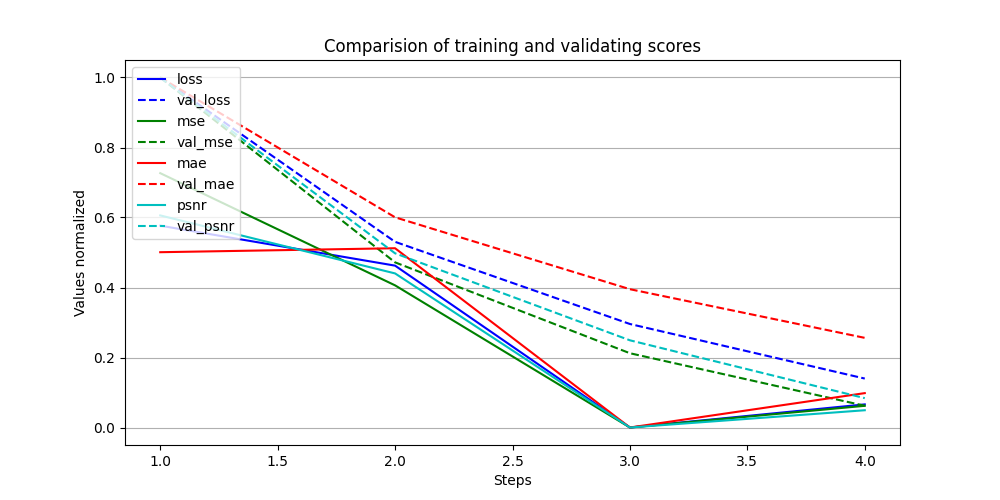 Comparision of training and validating scores
Values normalized
1.0
0.8
0.6
0.4
0.2
0.0
loss
val_loss
mse
val_mse
mae
val_mae
psnr
val_psnr
1.0 1.5 2.0 2.5 3.0 3.5 4.0
Steps